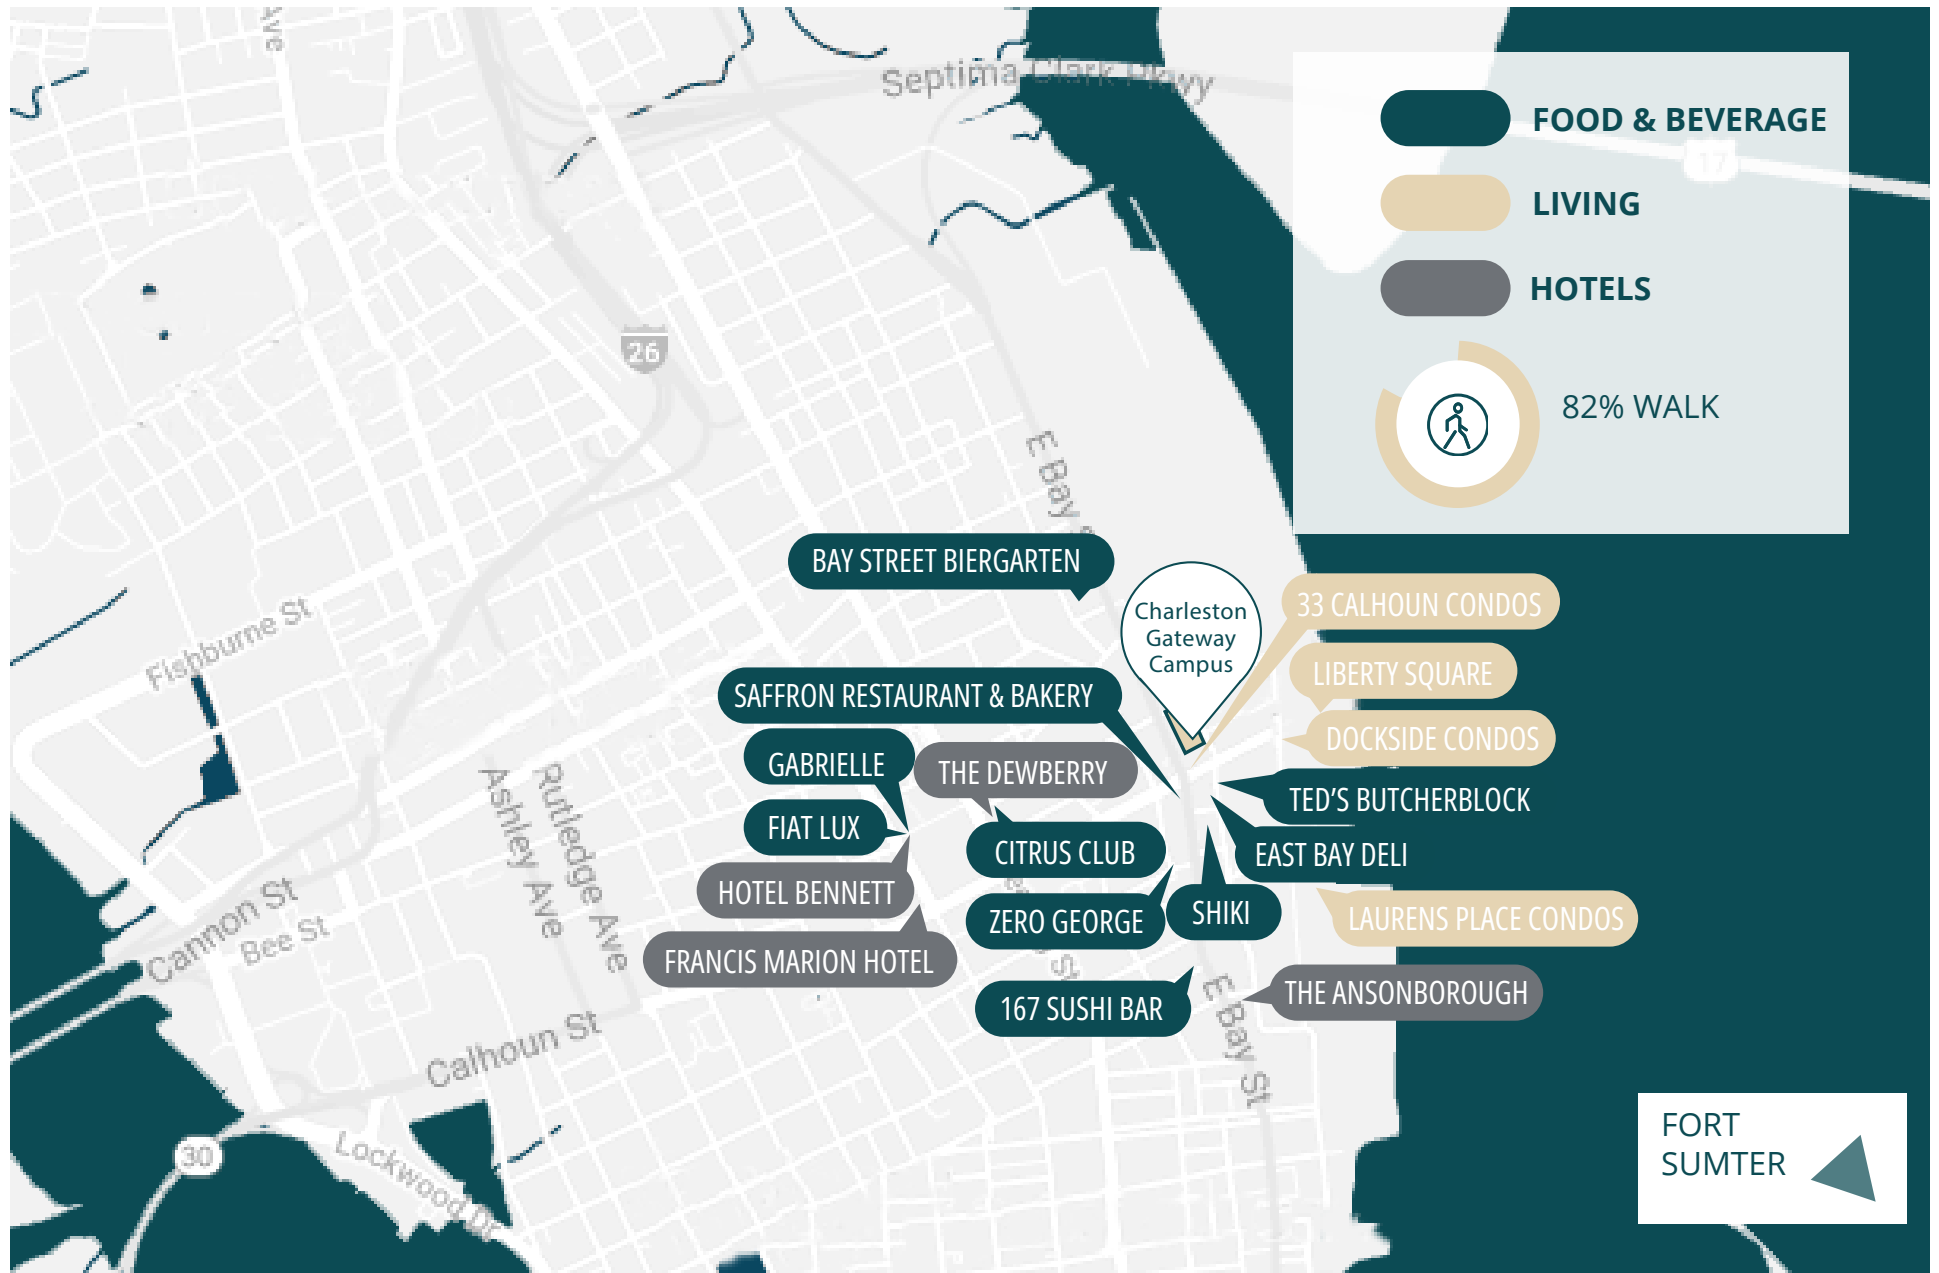 Ave
Septima Clark Pkwy
FOOD & BEVERAGE
17
LIVING
HOTELS
26
82% WALK
E Bay
BAY STREET BIERGARTEN
Charleston
Gateway
Campus
33 CALHOUN CONDOS
Fishburne St
LIBERTY SQUARE
SAFFRON RESTAURANT & BAKERY
DOCKSIDE CONDOS
GABRIELLE
THE DEWBERRY
TED’S BUTCHERBLOCK
Ashley Ave
Rutledge Ave
FIAT LUX
CITRUS CLUB
EAST BAY DELI
HOTEL BENNETT
Cannon St
Bee St
ZERO GEORGE
SHIKI
LAURENS PLACE CONDOS
FRANCIS MARION HOTEL
St
167 SUSHI BAR
THE ANSONBOROUGH
E Bay St
Calhoun St
30
Lockwood Dr
FORT
SUMTER